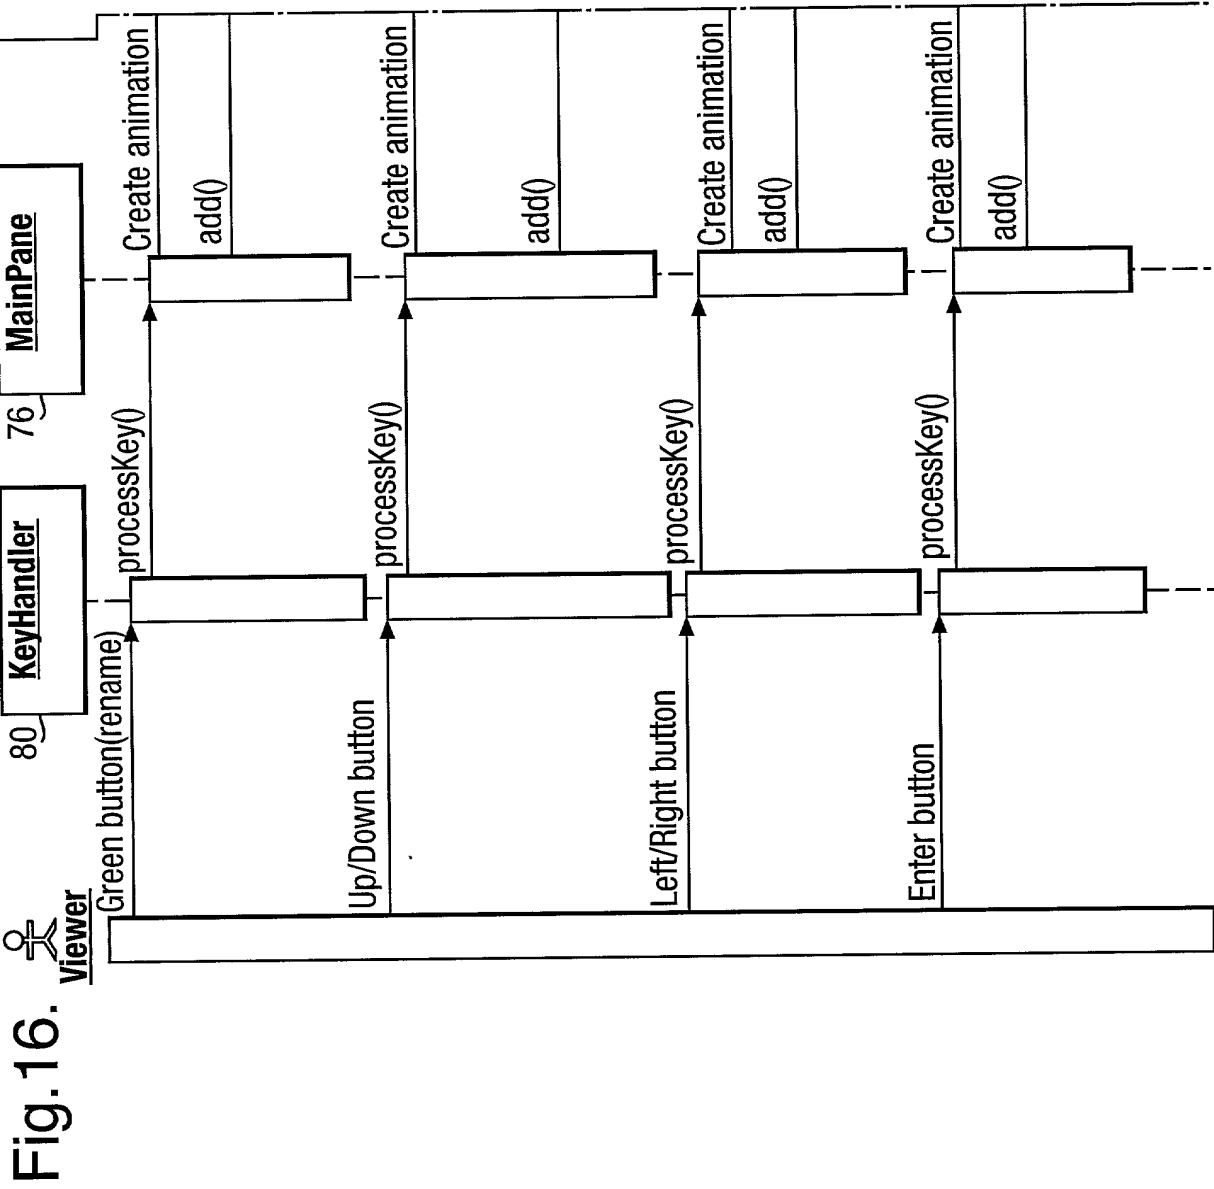 Fig.16.
Viewer
80
KeyHandler
76
MainPane
Green button(rename)
processKey()
Create animation
add()
Up/Down button
processKey()
Create animation
add()
Left/Right button
processKey()
Create animation
add()
Enter button
processKey()
Create animation
add()